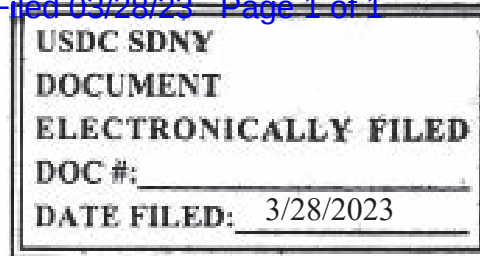 Filed 03/28/23 Page 1 of 1
USDC SDNY
DOCUMENT
ELECTRONICALLY FILED
DOC #:
DATE FILED: 3/28/2023